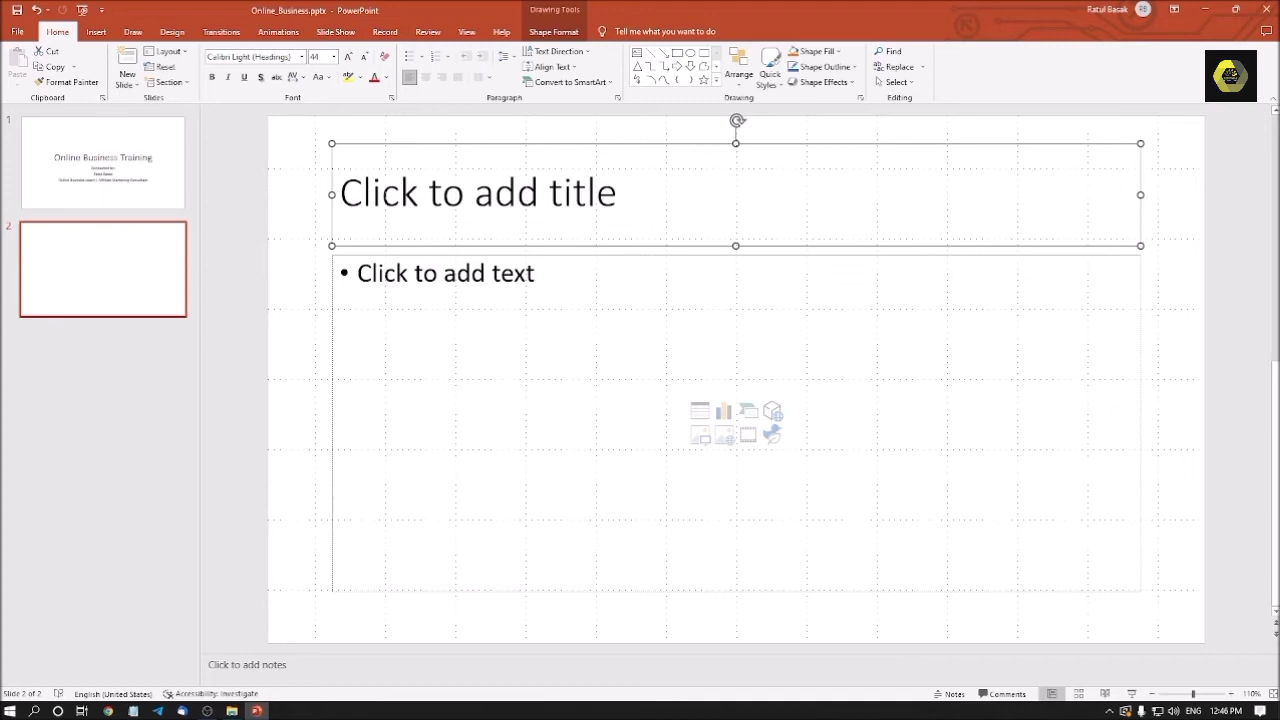 Online_Business.pptx - PowerPoint
Drawing Tools
Ratul Basak
RB
File
Home
Insert
Draw
Design
Transitions
Animations
Slide Show
Record
Review
View
Help
Shape Format
Tell me what you want to do
Paste
Cut
Copy
Format Painter
Clipboard
New
Slide
Layout
Reset
Section
Slides
Calibri Light (Headings)
44
Font
Text Direction
Align Text
Convert to SmartArt
Paragraph
Arrange
Quick
Styles
Shape Fill
Shape Outline
Shape Effects
Drawing
Find
Replace
Select
Editing
1
Online Business Training
2
Click to add title
• Click to add text
Click to add notes
Slide 2 of 2
English (United States)
Accessibility: Investigate
Notes
Comments
110%
ENG
12:46 PM